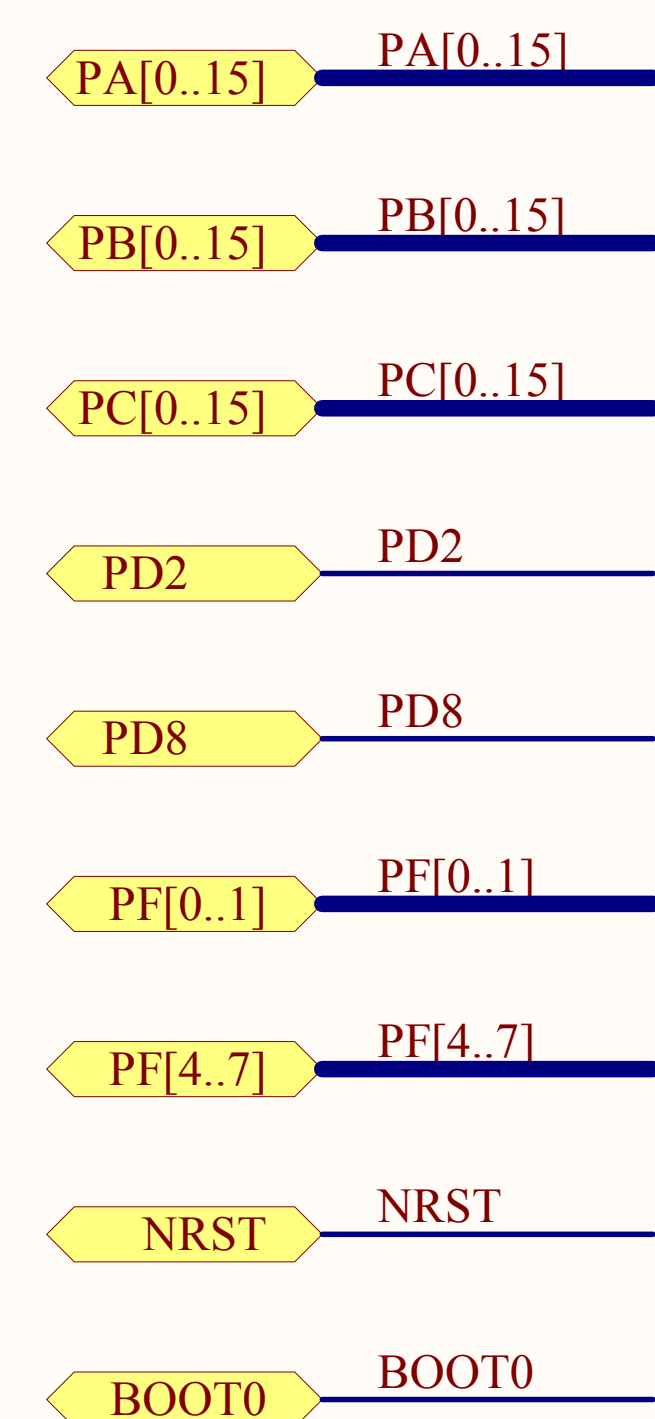 PA[0..15] PA[0..15]
PB[0..15] PB[0..15]
PC[0..15] PC[0..15]
PD2 PD2
PD8 PD8
PF[0..1] PF[0..1]
PF[4..7] PF[4..7]
NRST NRST
BOOT0 BOOT0